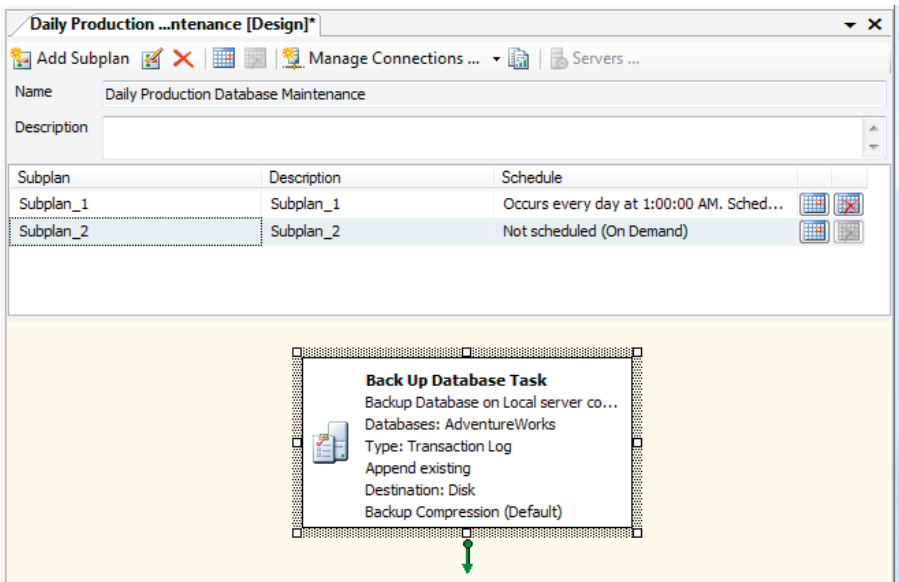 Daily Production ...ntenance [Design]*
Add Subplan Manage Connections ... Servers ...
Name Daily Production Database Maintenance
Description
Subplan Description Schedule
Subplan_1 Subplan_1 Occurs every day at 1:00:00 AM. Sched...
Subplan_2 Subplan_2 Not scheduled (On Demand)
Back Up Database Task
Backup Database on Local server co...
Databases: AdventureWorks
Type: Transaction Log
Append existing
Destination: Disk
Backup Compression (Default)